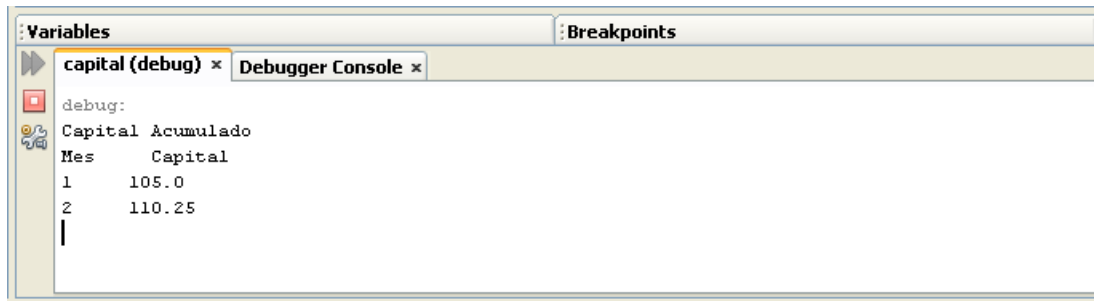 Variables Breakpoints
capital (debug) × Debugger Console ×
debug:
Capital Acumulado
Mes Capital
1 105.0
2 110.25